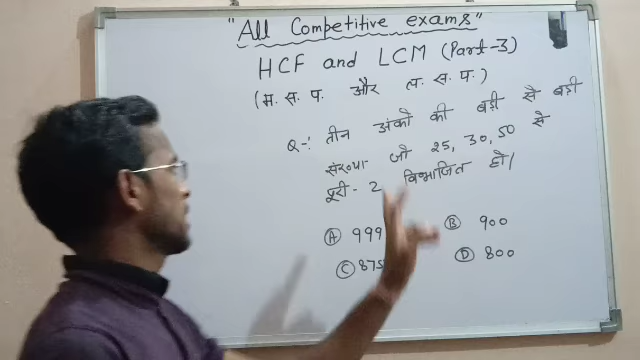 "All Competitive exams"
HCF and LCM (Part-3)
(म. स. प. और ल. स. प.)
Q-: तीन अंको की बड़ी से बड़ी
संख्या जो 25, 30, 50 से
पूरी-2 विभाजित हो/
(A) 999 (B) 900
(C) 875 (D) 800